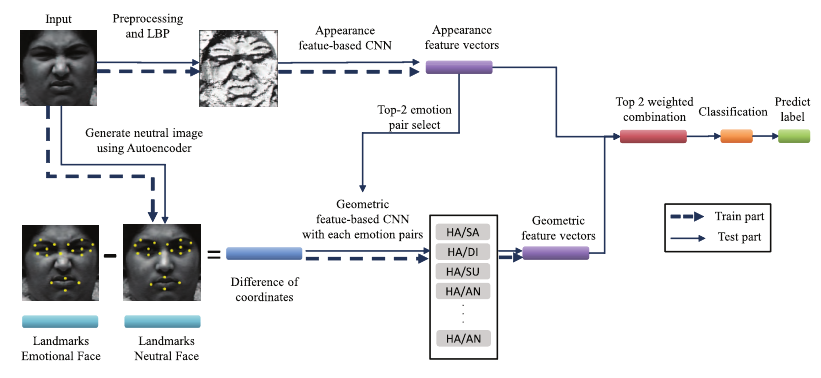 Input
Preprocessing
and LBP
Appearance
featue-based CNN
Appearance
feature vectors
Top-2 emotion
pair select
Generate neutral image
using Autoencoder
Top 2 weighted
combination
Classification
Predict
label
Geometric
featue-based CNN
with each emotion pairs
Geometric
feature vectors
HA/SA
HA/DI
HA/SU
HA/AN
.
.
.
HA/AN
Train part
Test part
-
=
Difference of
coordinates
Landmarks
Emotional Face
Landmarks
Neutral Face